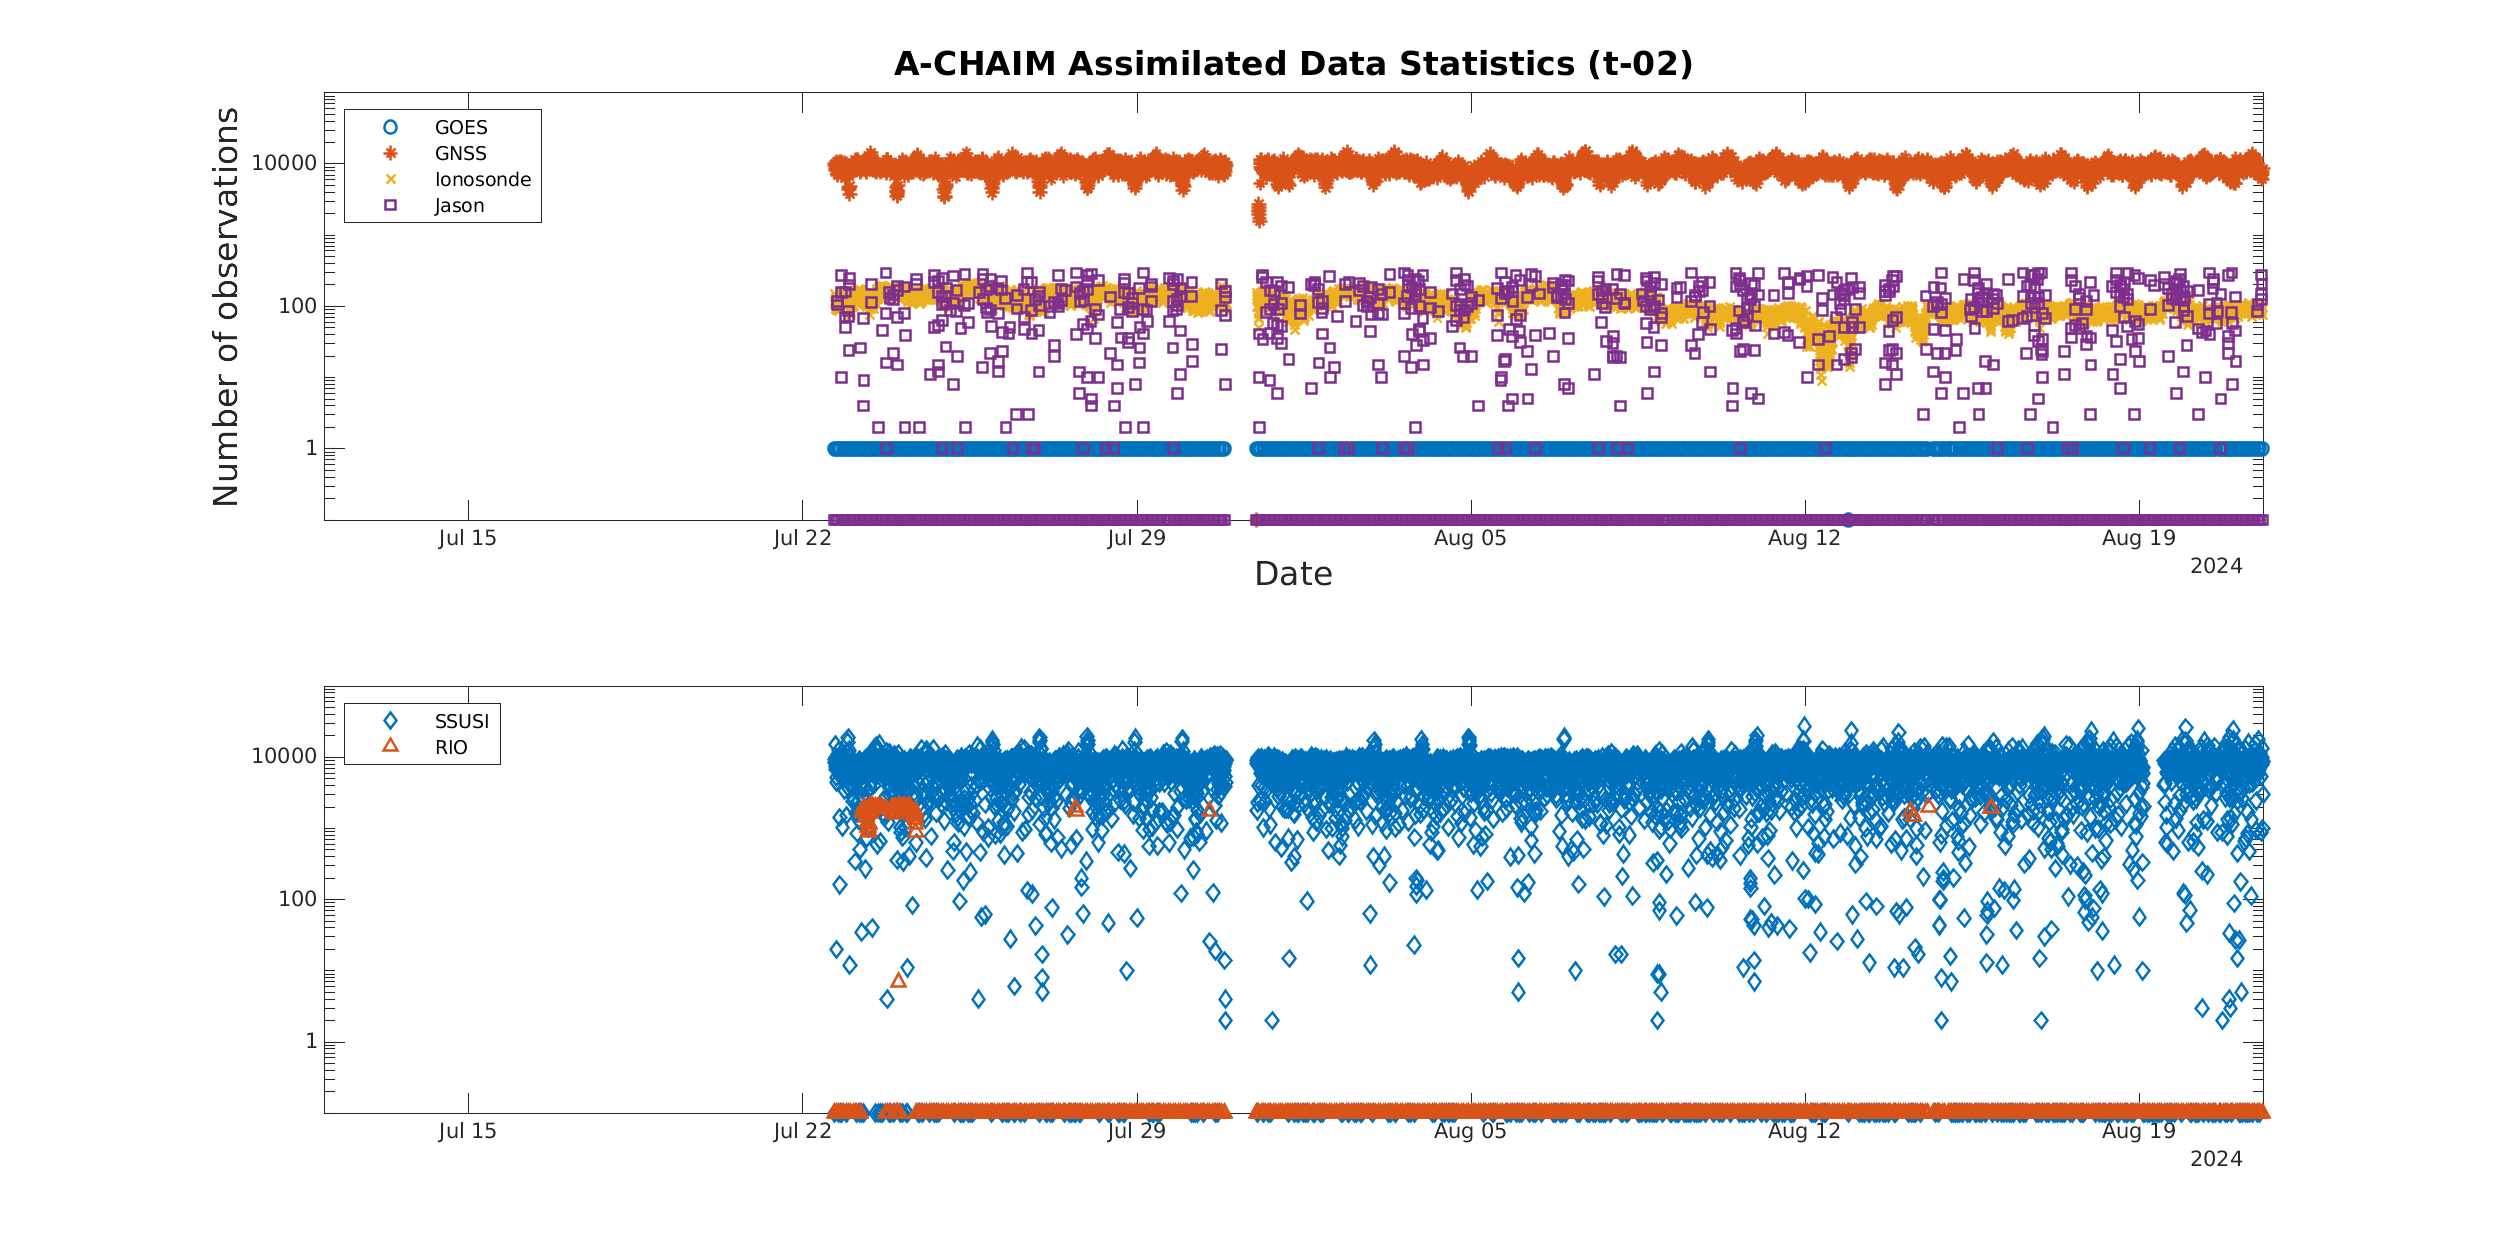 A-CHAIM Assimilated Data Statistics (t-02)
Number of observations
10000
100
1
GOES
GNSS
Ionosonde
Jason
Jul 15
Jul 22
Jul 29
Aug 05
Aug 12
Aug 19
2024
Date
10000
100
1
SSUSI
RIO
Jul 15
Jul 22
Jul 29
Aug 05
Aug 12
Aug 19
2024